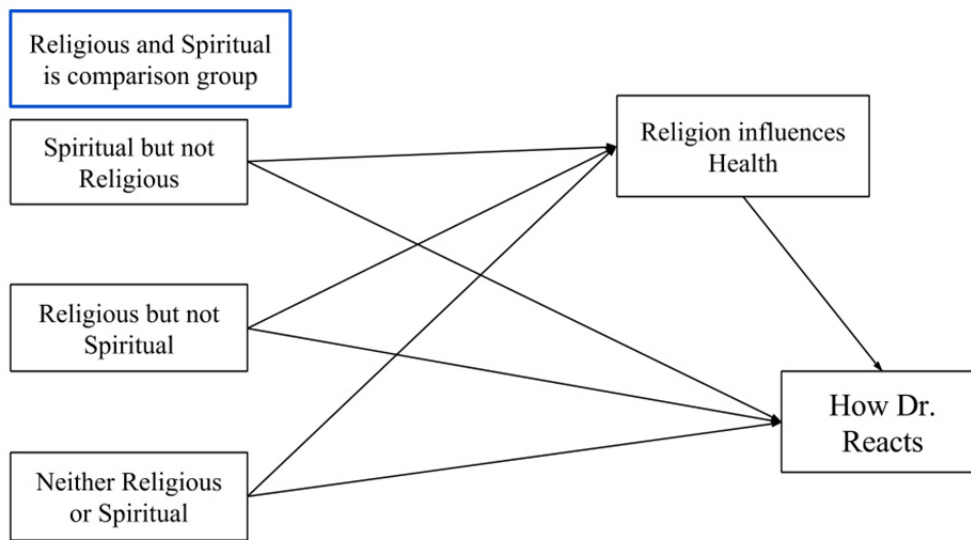 Religious and Spiritual
is comparison group
Spiritual but not
Religious
Religious but not
Spiritual
Neither Religious
or Spiritual
Religion influences
Health
How Dr.
Reacts